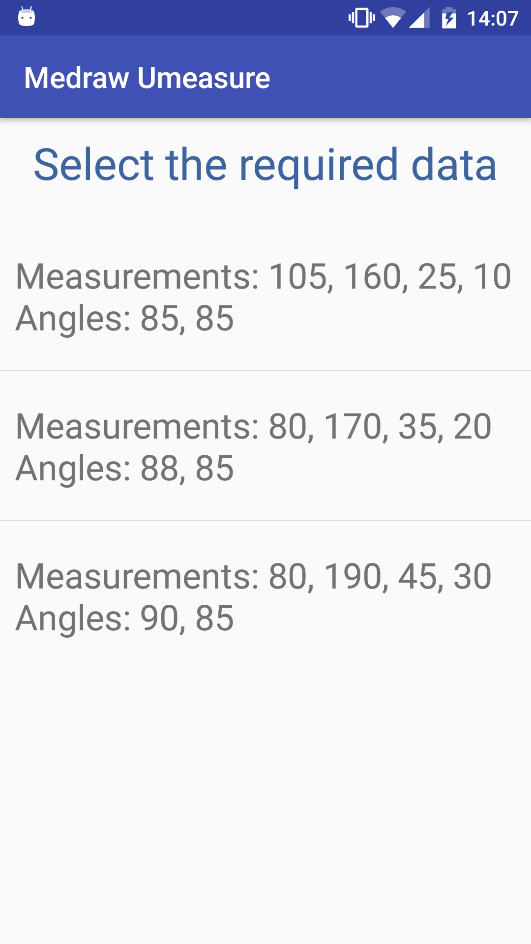 14:07
Medraw Umeasure
Select the required data
Measurements: 105, 160, 25, 10
Angles: 85, 85
Measurements: 80, 170, 35, 20
Angles: 88, 85
Measurements: 80, 190, 45, 30
Angles: 90, 85